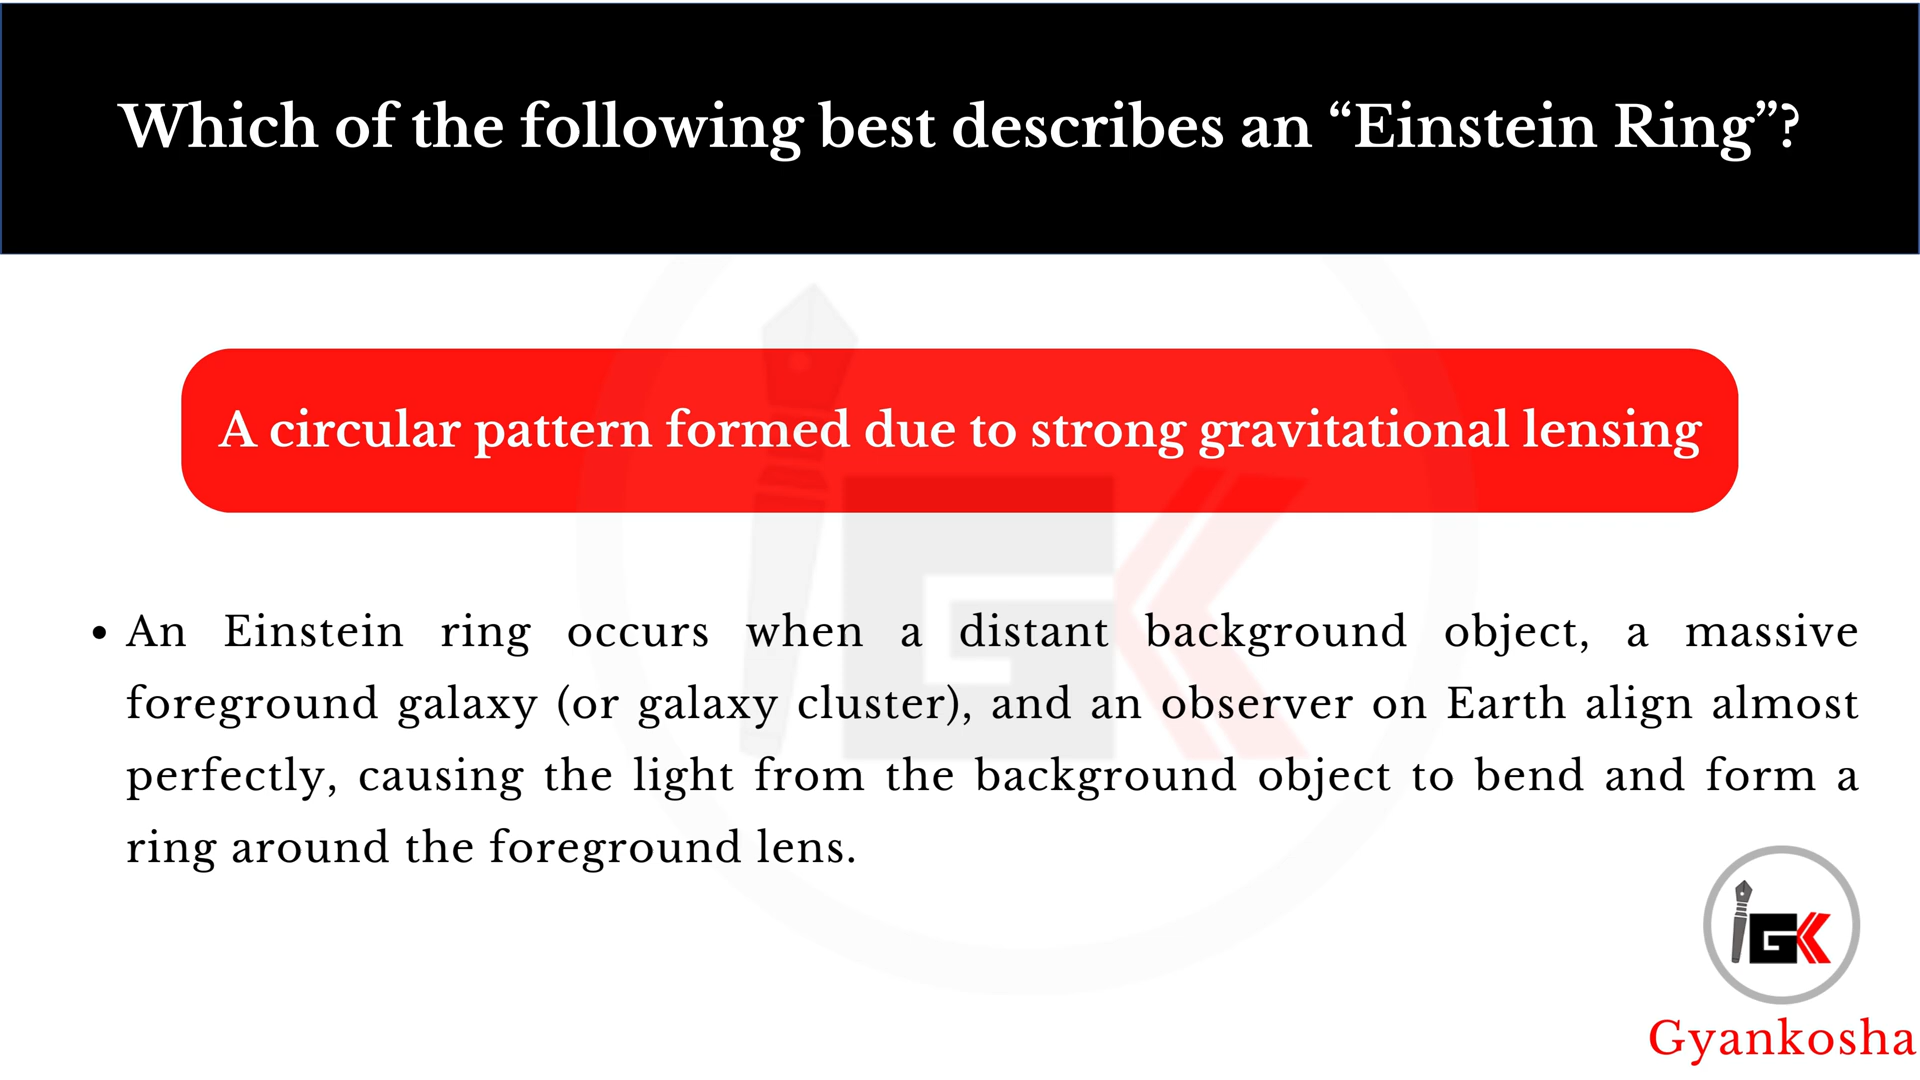 Which of the following best describes an “Einstein Ring”?
A circular pattern formed due to strong gravitational lensing
• An Einstein ring occurs when a distant background object, a massive
foreground galaxy (or galaxy cluster), and an observer on Earth align almost
perfectly, causing the light from the background object to bend and form a
ring around the foreground lens.
GK
Gyankosha